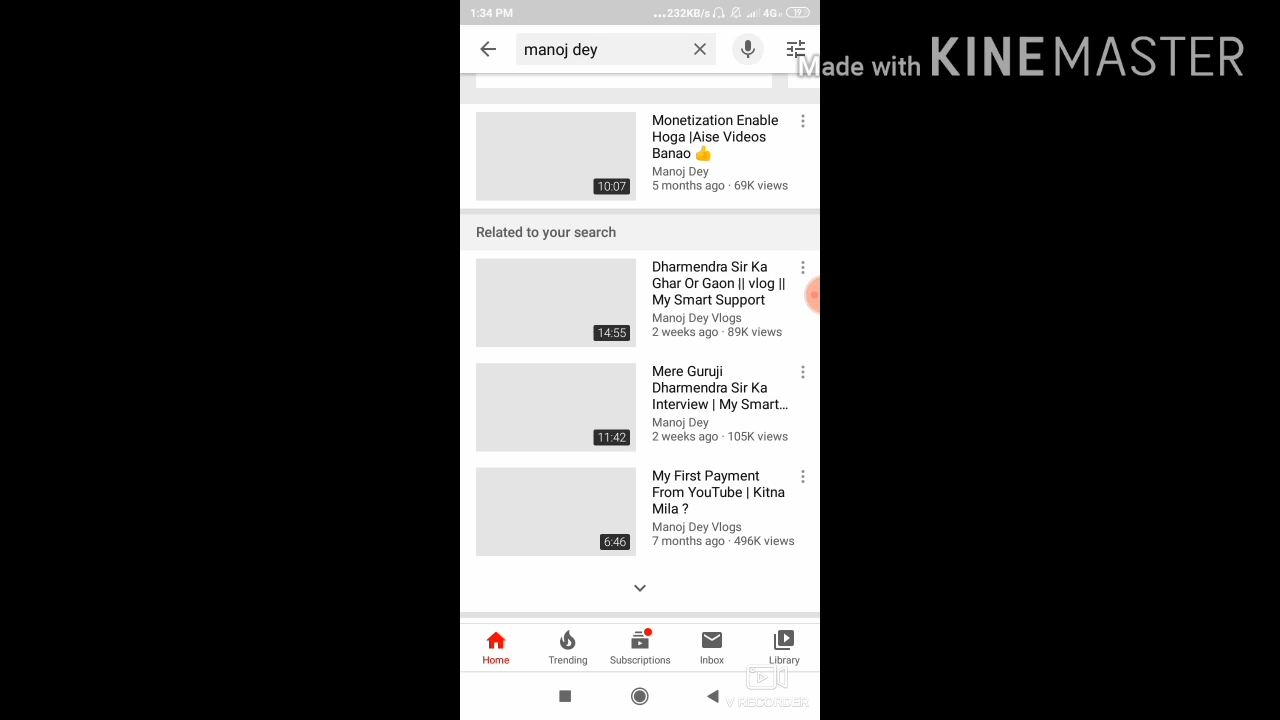 1:34 PM
...232KB/s 4G 19
manoj dey
Made with KINEMASTER
Monetization Enable
Hoga |Aise Videos
Banao 👍
10:07
Manoj Dey
5 months ago · 69K views
Related to your search
Dharmendra Sir Ka
Ghar Or Gaon || vlog ||
My Smart Support
Manoj Dey Vlogs
14:55
2 weeks ago · 89K views
Mere Guruji
Dharmendra Sir Ka
Interview | My Smart...
Manoj Dey
11:42
2 weeks ago · 105K views
My First Payment
From YouTube | Kitna
Mila ?
Manoj Dey Vlogs
6:46
7 months ago · 496K views
Home Trending Subscriptions Inbox Library
V RECORDER